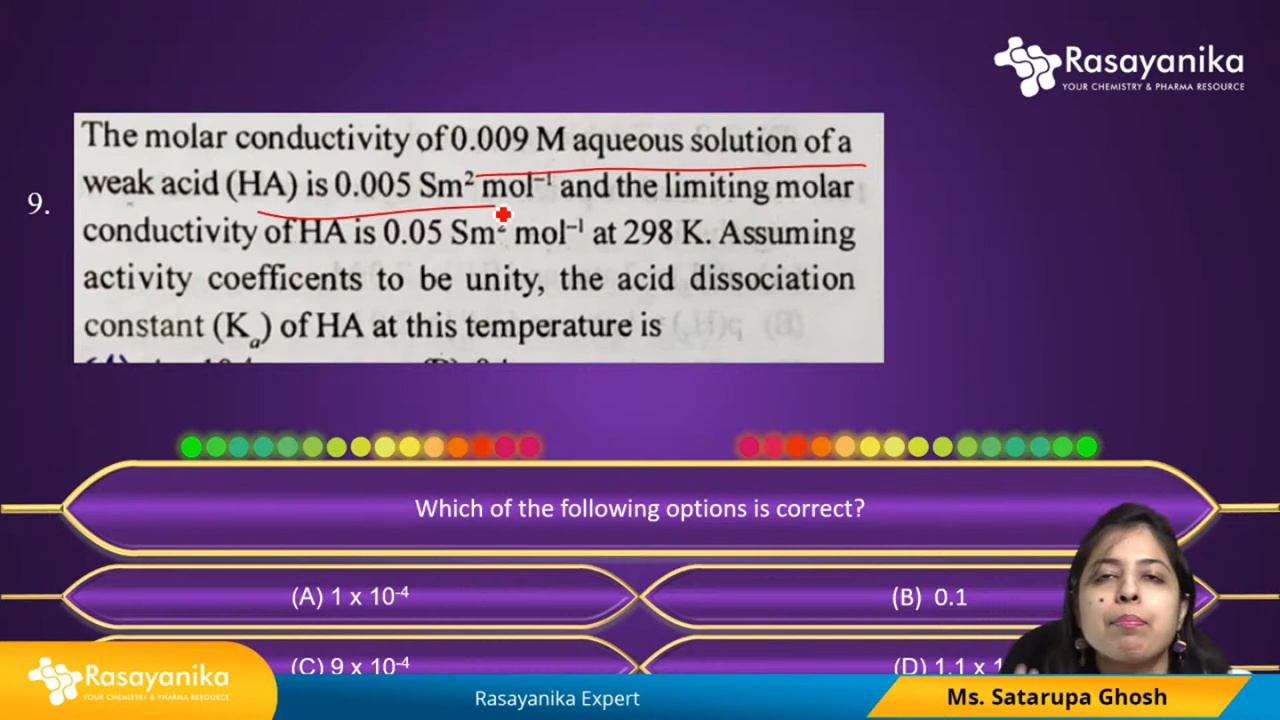 Rasayanika
YOUR CHEMISTRY & PHARMA RESOURCE
9.
The molar conductivity of 0.009 M aqueous solution of a
weak acid (HA) is 0.005 Sm² mol⁻¹ and the limiting molar
conductivity of HA is 0.05 Sm² mol⁻¹ at 298 K. Assuming
activity coefficents to be unity, the acid dissociation
constant (Kₐ) of HA at this temperature is
Which of the following options is correct?
(A) 1 x 10⁻⁴
(B) 0.1
(C) 9 x 10⁻⁴
(D) 1.1 x 1
Rasayanika
YOUR CHEMISTRY & PHARMA RESOURCE
Rasayanika Expert
Ms. Satarupa Ghosh